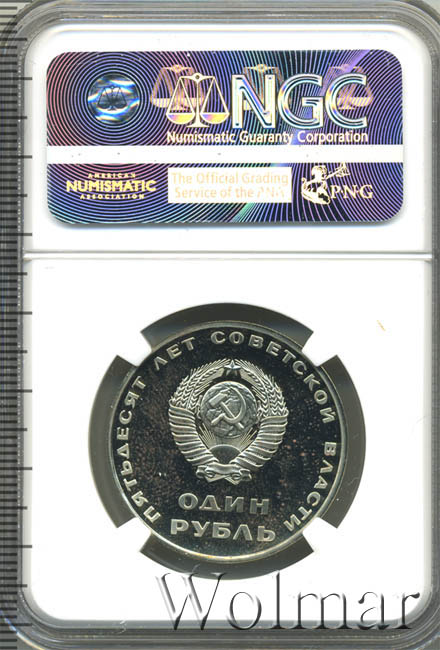 NGC
Numismatic Guaranty Corporation
AMERICAN
NUMISMATIC
ASSOCIATION
The Official Grading
Service of the ANA
PNG
ПЯТЬДЕСЯТ ЛЕТ СОВЕТСКОЙ ВЛАСТИ
ОДИН
РУБЛЬ
Wolmar